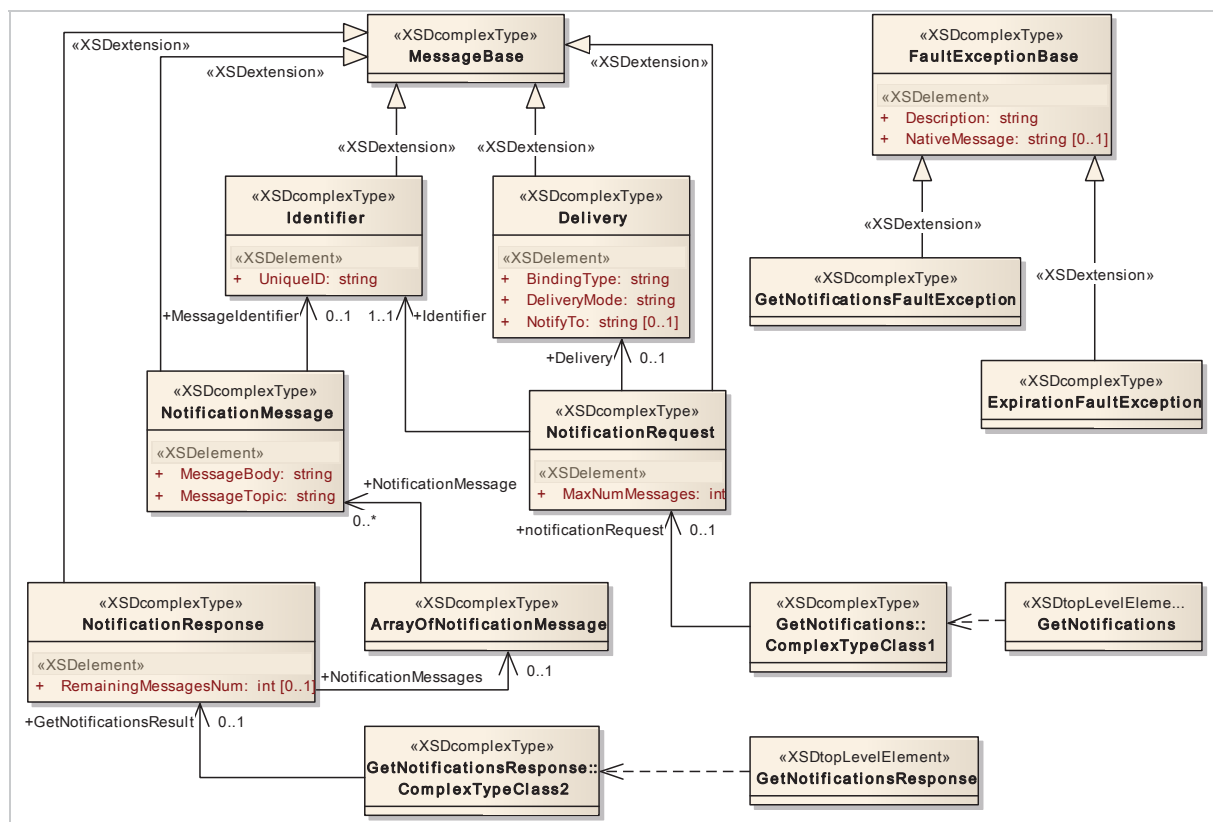 «XSDcomplexType»
MessageBase
«XSDextension»
«XSDextension»
«XSDextension»
«XSDcomplexType»
FaultExceptionBase
«XSDelement»
+ Description: string
+ NativeMessage: string [0..1]
«XSDextension»
«XSDextension»
«XSDcomplexType»
Identifier
«XSDelement»
+ UniqueID: string
«XSDcomplexType»
Delivery
«XSDelement»
+ BindingType: string
+ DeliveryMode: string
+ NotifyTo: string [0..1]
«XSDextension»
«XSDcomplexType»
GetNotificationsFaultException
«XSDextension»
+MessageIdentifier 0..1
1..1 +Identifier
+Delivery 0..1
«XSDcomplexType»
NotificationMessage
«XSDelement»
+ MessageBody: string
+ MessageTopic: string
«XSDcomplexType»
NotificationRequest
«XSDelement»
+ MaxNumMessages: int
«XSDcomplexType»
ExpirationFaultException
+NotificationMessage
0..*
+notificationRequest 0..1
«XSDcomplexType»
NotificationResponse
«XSDelement»
+ RemainingMessagesNum: int [0..1]
«XSDcomplexType»
ArrayOfNotificationMessage
«XSDcomplexType»
GetNotifications::
ComplexTypeClass1
«XSDtopLevelEleme...
GetNotifications
+NotificationMessages 0..1
+GetNotificationsResult 0..1
«XSDcomplexType»
GetNotificationsResponse::
ComplexTypeClass2
«XSDtopLevelElement»
GetNotificationsResponse